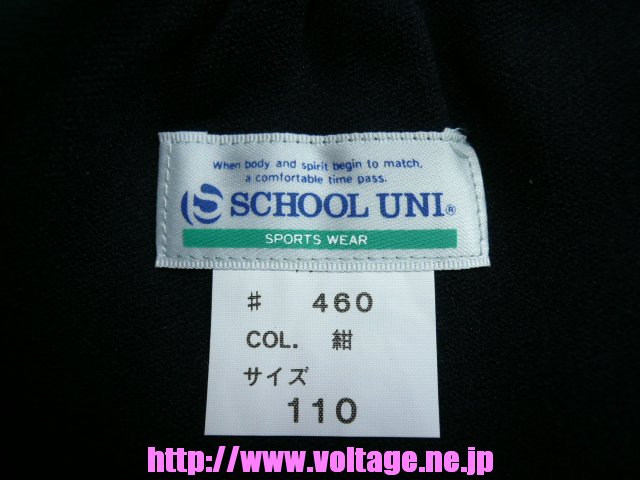 When body and spirit begin to match,
a comfortable time pass.
S SCHOOL UNI®
SPORTS WEAR
# 460
COL. 紺
サイズ
110
http://www.voltage.ne.jp